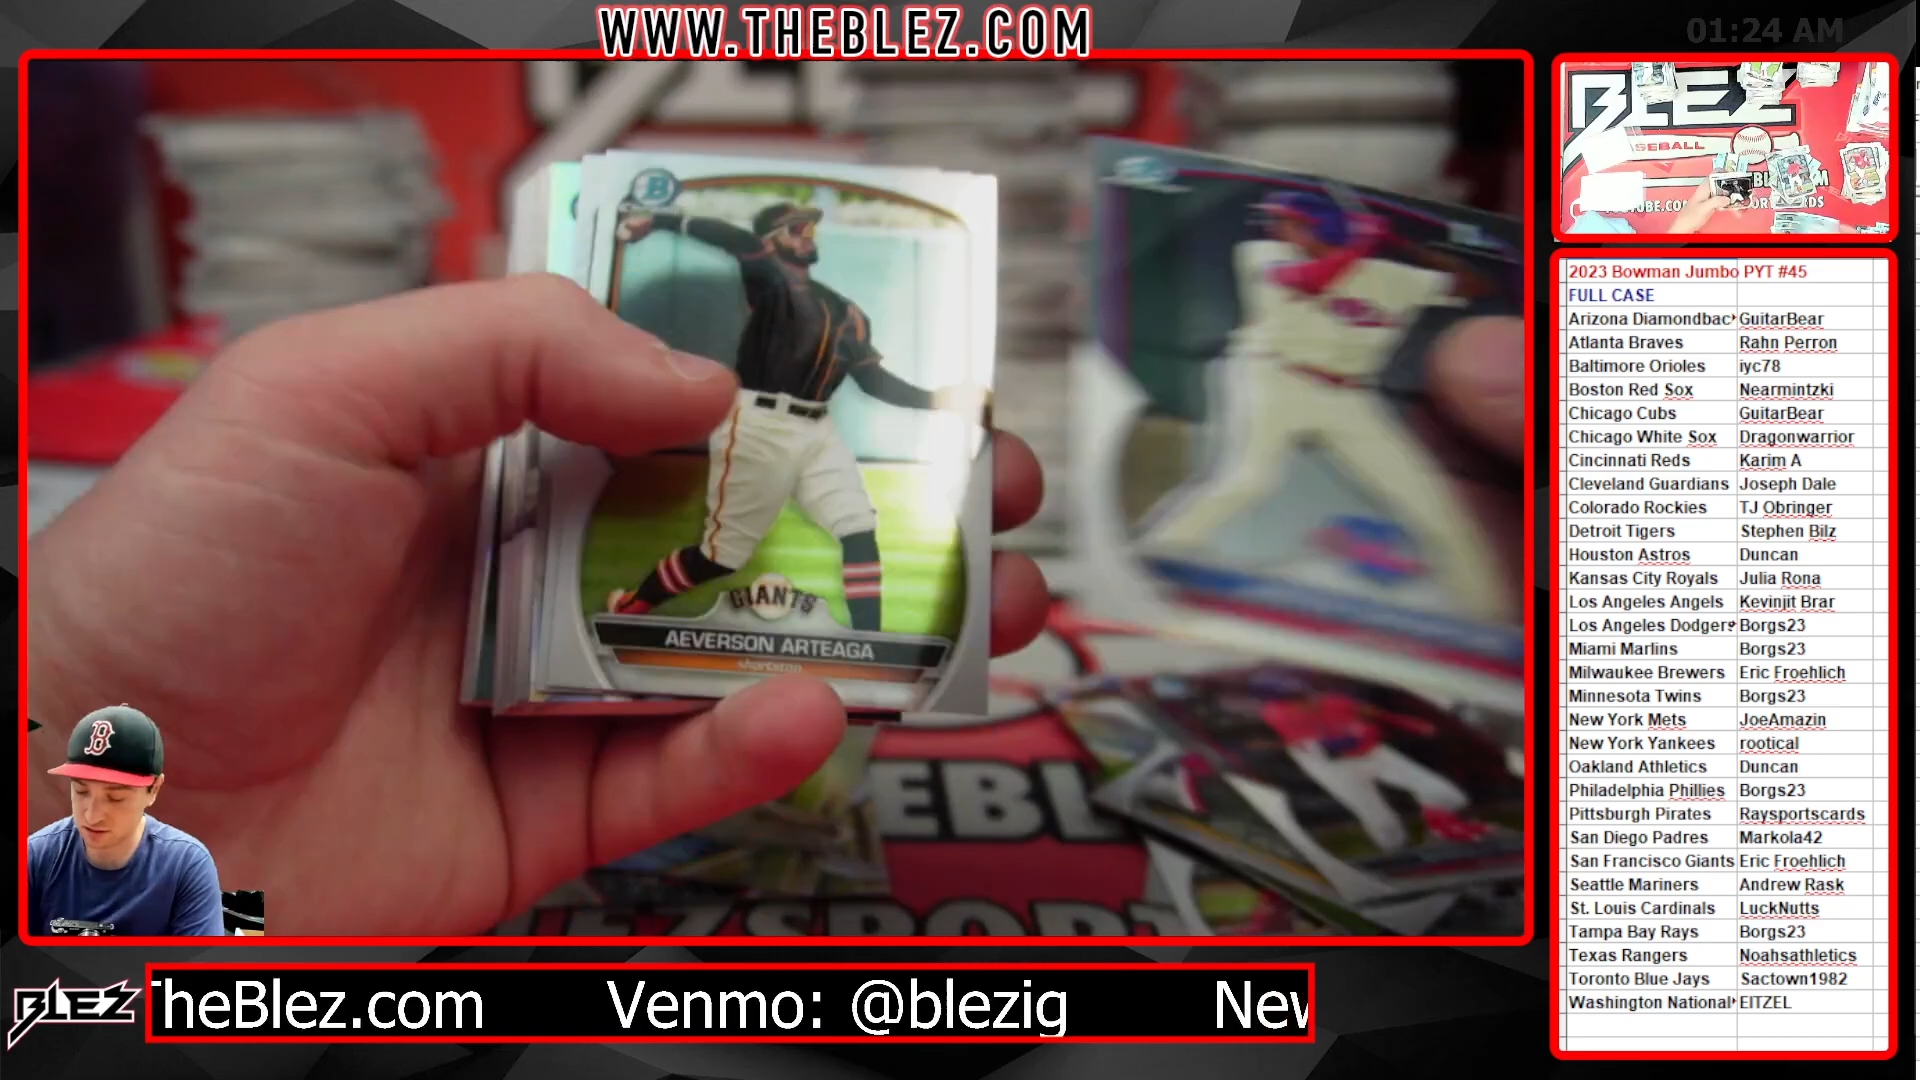 WWW.THEBLEZ.COM
01:24 AM
BLEZ
SEBALL
B
GIANTS
AEVERSON ARTEAGA
shortstop
B
2023 Bowman Jumbo PYT #45
FULL CASE
Arizona Diamondbac GuitarBear
Atlanta Braves Rahn Perron
Baltimore Orioles iyc78
Boston Red Sox Nearmintzki
Chicago Cubs GuitarBear
Chicago White Sox Dragonwarrior
Cincinnati Reds Karim A
Cleveland Guardians Joseph Dale
Colorado Rockies TJ Obringer
Detroit Tigers Stephen Bilz
Houston Astros Duncan
Kansas City Royals Julia Rona
Los Angeles Angels Kevinjit Brar
Los Angeles Dodgers Borgs23
Miami Marlins Borgs23
Milwaukee Brewers Eric Froehlich
Minnesota Twins Borgs23
New York Mets JoeAmazin
New York Yankees rootical
Oakland Athletics Duncan
Philadelphia Phillies Borgs23
Pittsburgh Pirates Raysportscards
San Diego Padres Markola42
San Francisco Giants Eric Froehlich
Seattle Mariners Andrew Rask
St. Louis Cardinals LuckNutts
Tampa Bay Rays Borgs23
Texas Rangers Noahsathletics
Toronto Blue Jays Sactown1982
Washington National EITZEL
BLEZ
TheBlez.com Venmo: @blezig New